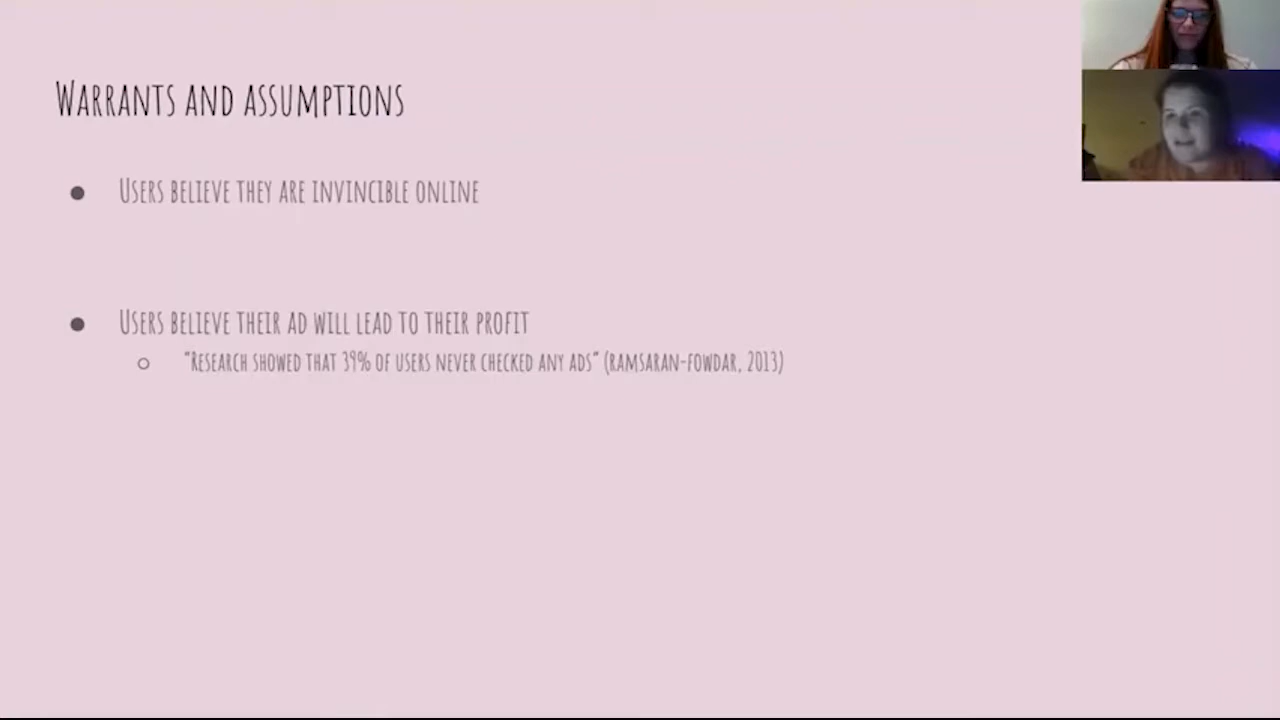 Warrants and assumptions
● Users believe they are invincible online
● Users believe their ad will lead to their profit
○ “Research showed that 39% of users never checked any ads” (Ramsaran-Fowdar, 2013)